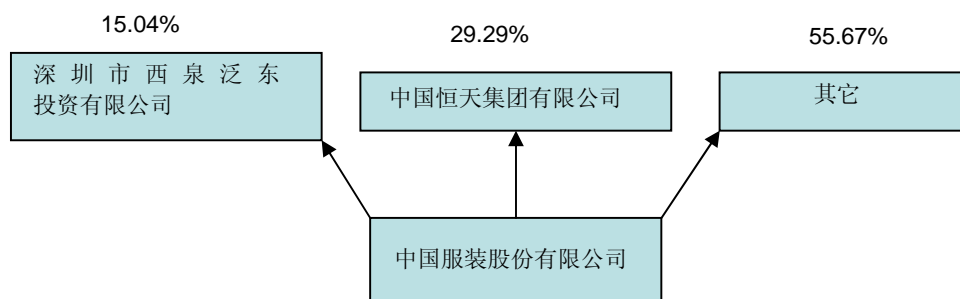 15.04%
29.29%
55.67%
深圳市西泉泛东
投资有限公司
中国恒天集团有限公司
其它
中国服装股份有限公司